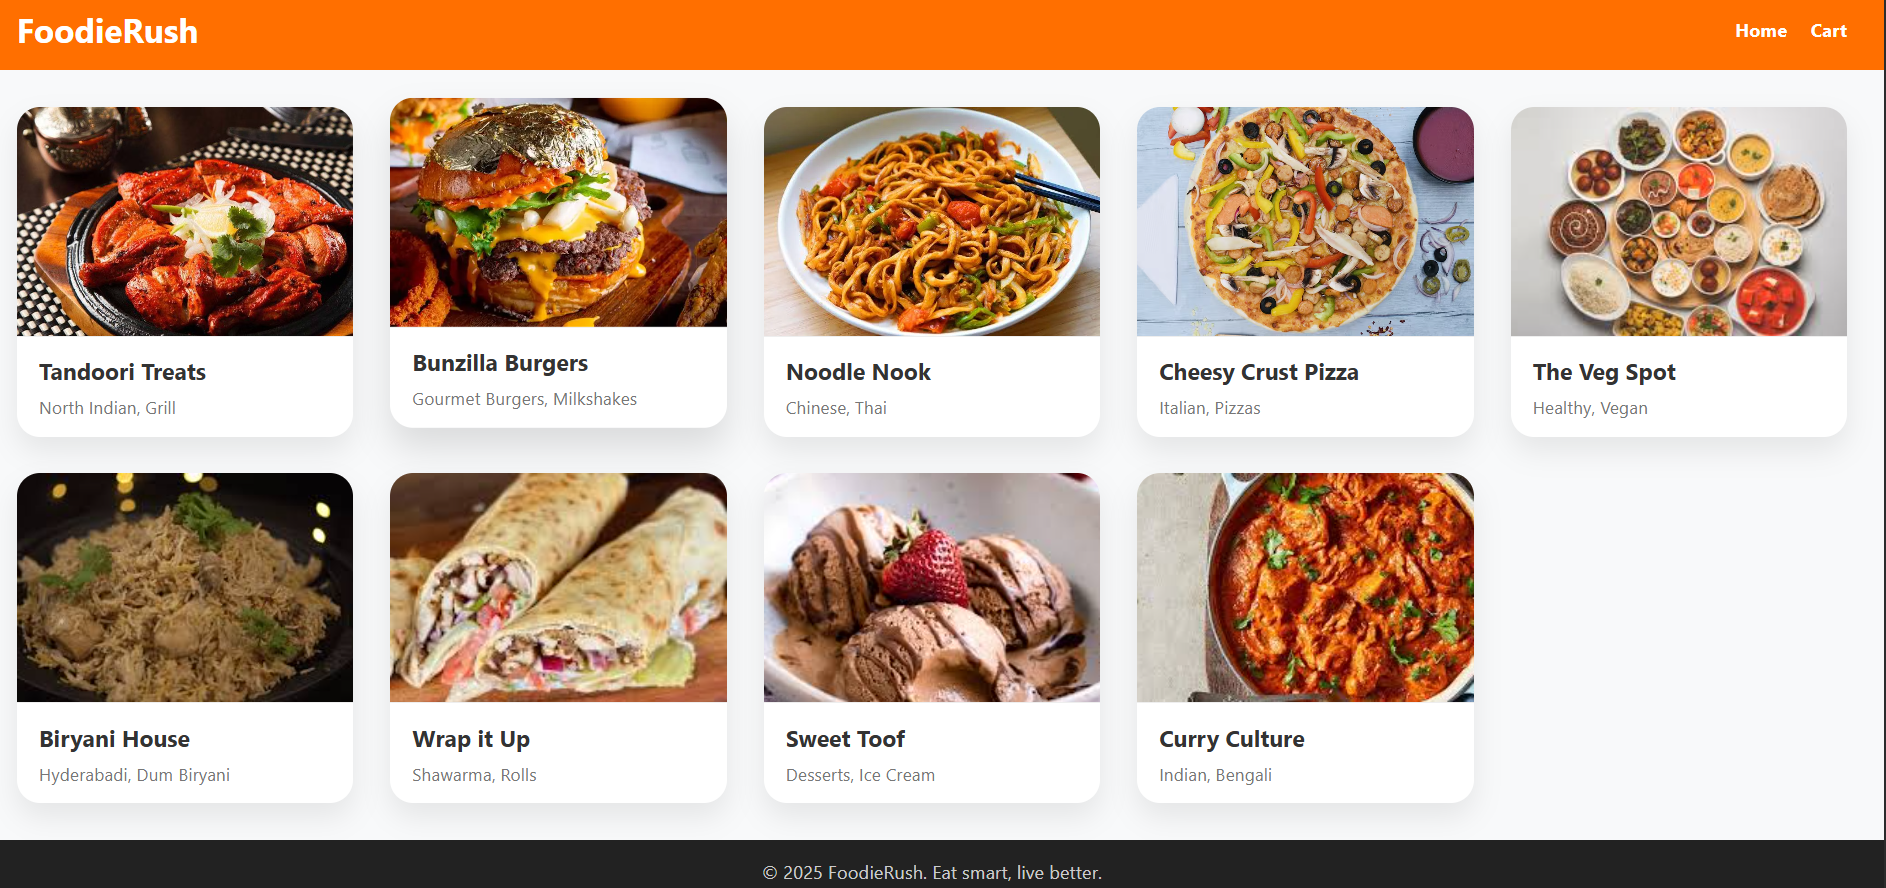 FoodieRush
Home Cart
Tandoori Treats
North Indian, Grill
Bunzilla Burgers
Gourmet Burgers, Milkshakes
Noodle Nook
Chinese, Thai
Cheesy Crust Pizza
Italian, Pizzas
The Veg Spot
Healthy, Vegan
Biryani House
Hyderabadi, Dum Biryani
Wrap it Up
Shawarma, Rolls
Sweet Toof
Desserts, Ice Cream
Curry Culture
Indian, Bengali
© 2025 FoodieRush. Eat smart, live better.